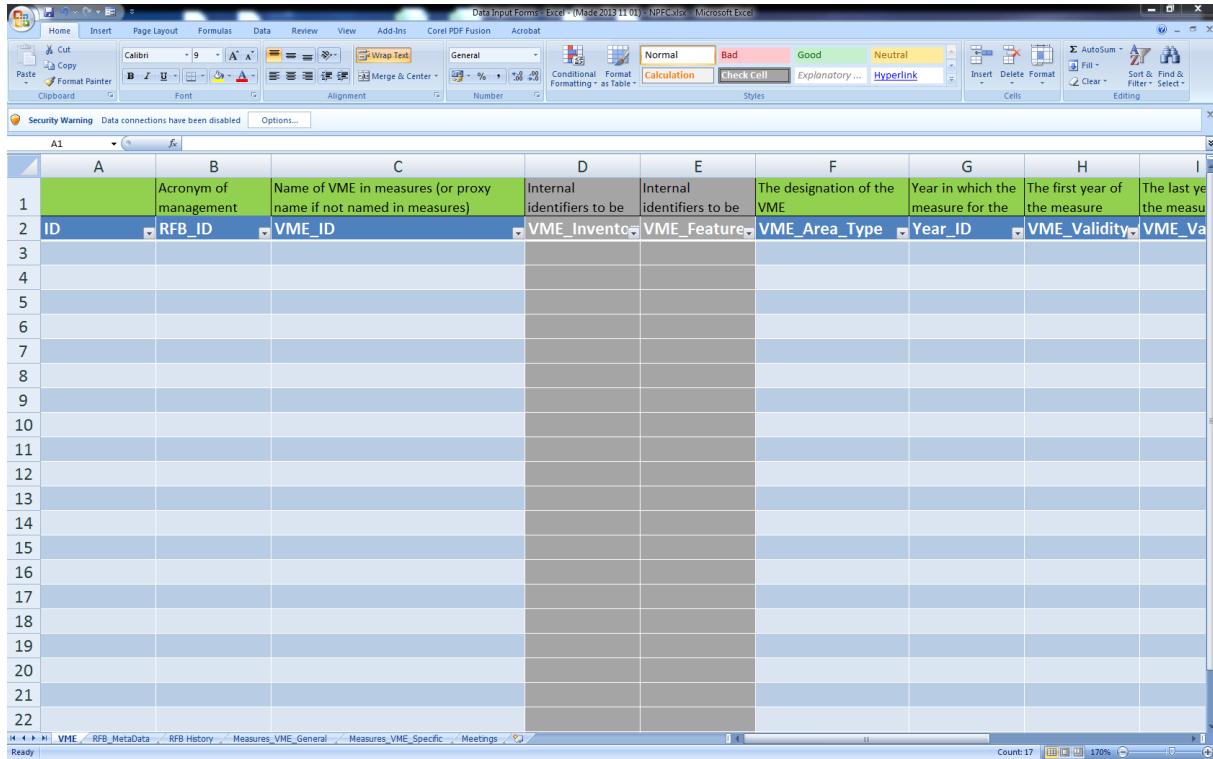 Data Input Forms - Excel - (Made 2013 11 01) - NPFC.xlsx - Microsoft Excel
Home Insert Page Layout Formulas Data Review View Add-Ins Corel PDF Fusion Acrobat
Cut
Copy
Format Painter
Paste
Clipboard
Calibri 9
B I U
Font
Wrap Text
Merge & Center
Alignment
General
Number
Conditional Formatting
Format as Table
Normal Bad Good Neutral
Calculation Check Cell Explanatory ... Hyperlink
Styles
Insert Delete Format
Cells
Σ AutoSum
Fill
Clear
Sort & Filter
Find & Select
Editing
Security Warning Data connections have been disabled Options...
A1 fx
A B C D E F G H I
1 Acronym of management Name of VME in measures (or proxy name if not named in measures) Internal identifiers to be Internal identifiers to be The designation of the VME Year in which the measure for the The first year of the measure The last ye the measu
2 ID RFB_ID VME_ID VME_Invento VME_Feature VME_Area_Type Year_ID VME_Validity VME_Va
3
4
5
6
7
8
9
10
11
12
13
14
15
16
17
18
19
20
21
22
VME RFB_MetaData RFB History Measures_VME_General Measures_VME_Specific Meetings
Ready Count: 17 170%